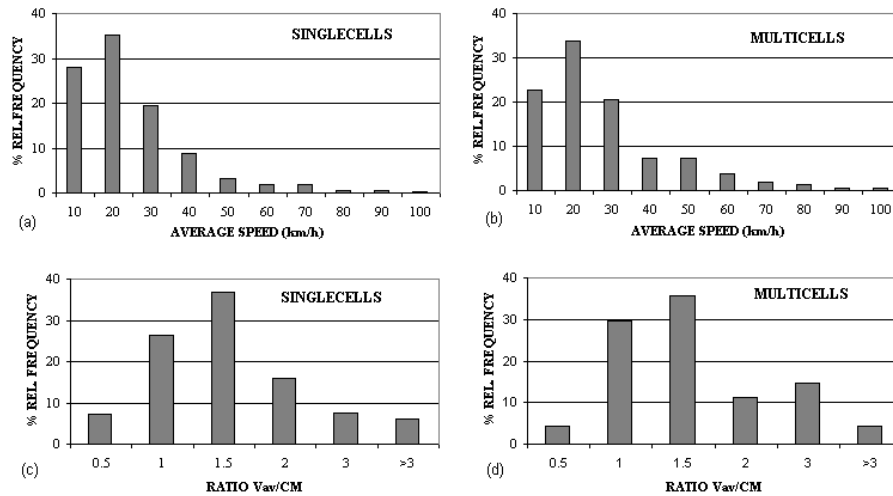 SINGLECELLS
40
30
20
10
0
% REL.FREQUENCY
10 20 30 40 50 60 70 80 90 100
(a)
AVERAGE SPEED (km/h)
MULTICELLS
40
30
20
10
0
% REL.FREQUENCY
10 20 30 40 50 60 70 80 90 100
(b)
AVERAGE SPEED (km/h)
SINGLECELLS
40
30
20
10
0
% REL. FREQUENCY
0.5 1 1.5 2 3 >3
(c)
RATIO Vav/CM
MULTICELLS
40
30
20
10
0
% REL. FREQUENCY
0.5 1 1.5 2 3 >3
(d)
RATIO Vav/CM